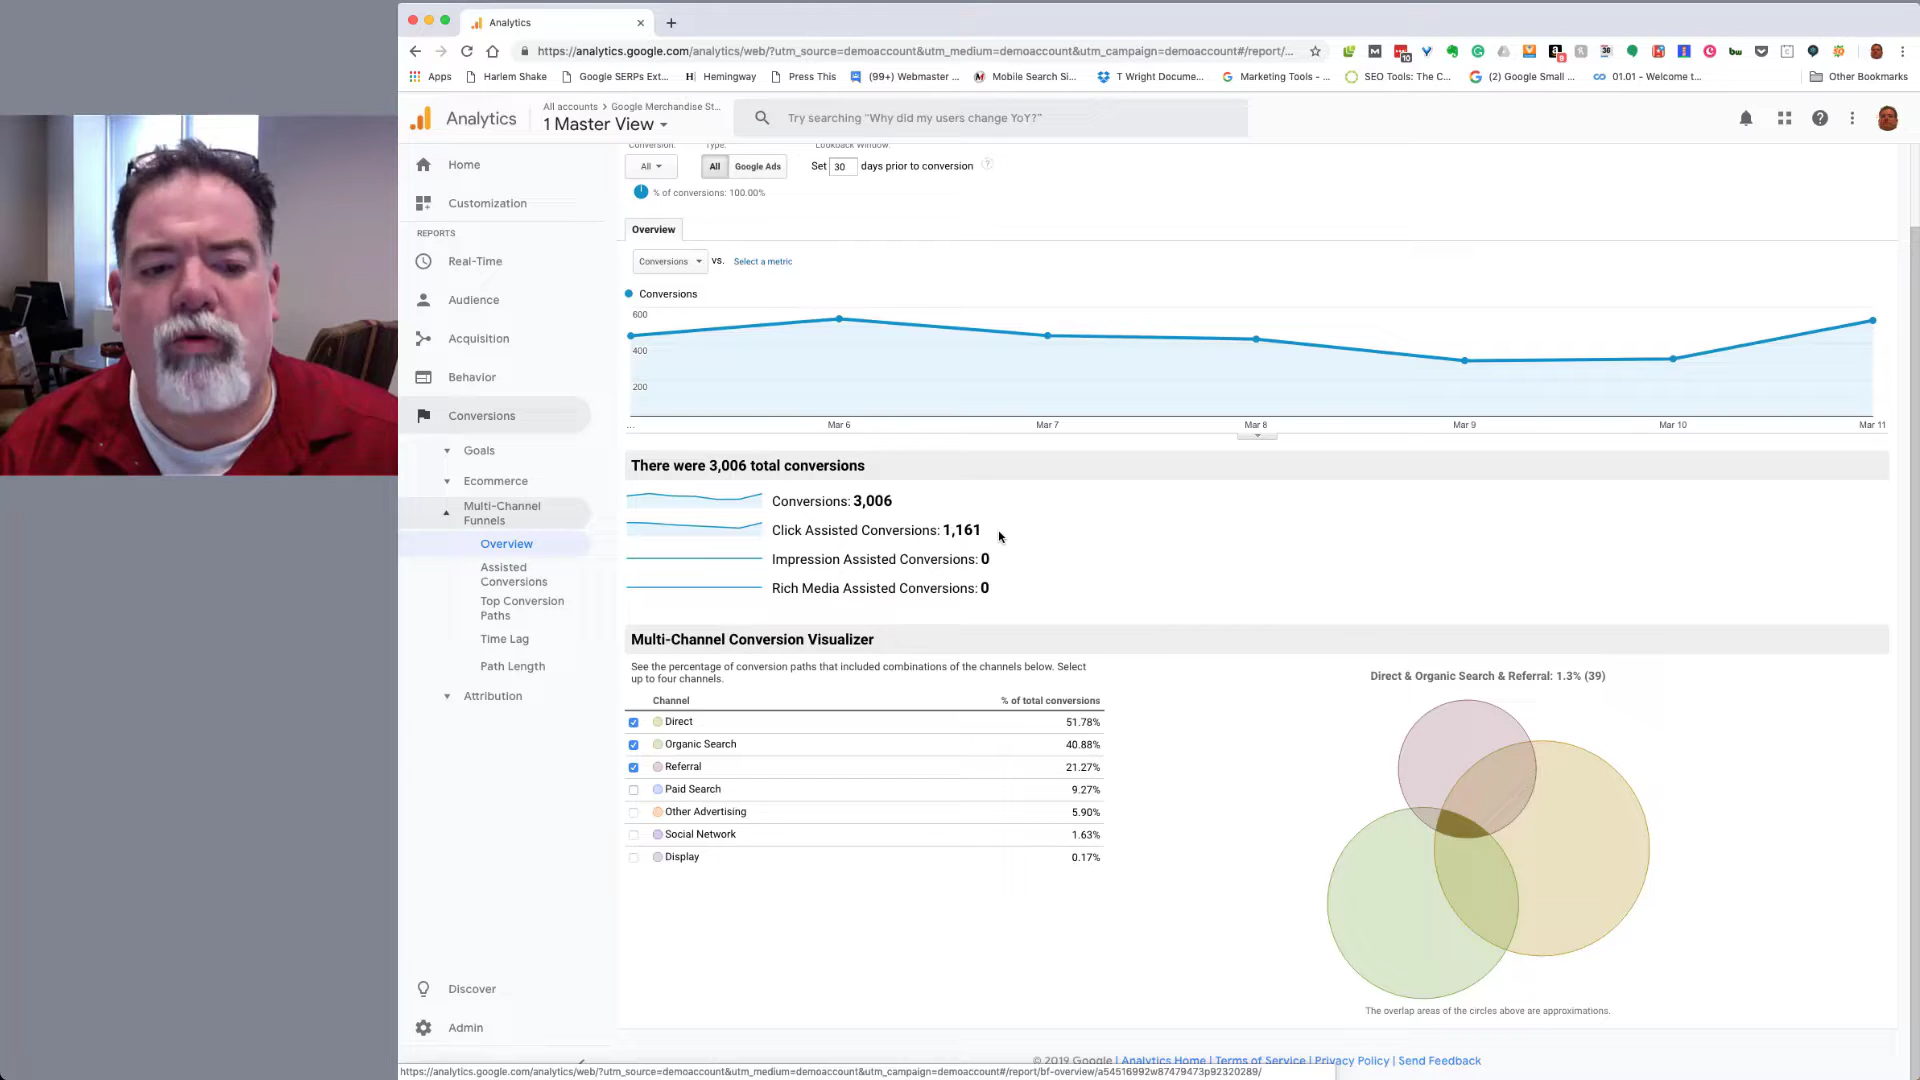 Analytics
https://analytics.google.com/analytics/web/?utm_source=demoaccount&utm_medium=demoaccount&utm_campaign=demoaccount#/report/...
Apps
Harlem Shake
Google SERPs Ext...
Hemingway
Press This
(99+) Webmaster ...
Mobile Search Si...
T Wright Docume...
Marketing Tools - ...
SEO Tools: The C...
(2) Google Small ...
01.01 - Welcome t...
Other Bookmarks
Analytics
All accounts > Google Merchandise St...
1 Master View
Try searching "Why did my users change YoY?"
Home
Customization
REPORTS
Real-Time
Audience
Acquisition
Behavior
Conversions
Goals
Ecommerce
Multi-Channel
Funnels
Overview
Assisted
Conversions
Top Conversion
Paths
Time Lag
Path Length
Attribution
Discover
Admin
Conversion:
Type:
Lookback Window:
All
All
Google Ads
Set 30 days prior to conversion ?
% of conversions: 100.00%
Overview
Conversions
vs.
Select a metric
Conversions
600
400
200
...
Mar 6
Mar 7
Mar 8
Mar 9
Mar 10
Mar 11
There were 3,006 total conversions
Conversions: 3,006
Click Assisted Conversions: 1,161
Impression Assisted Conversions: 0
Rich Media Assisted Conversions: 0
Multi-Channel Conversion Visualizer
See the percentage of conversion paths that included combinations of the channels below. Select
up to four channels.
Channel % of total conversions
Direct 51.78%
Organic Search 40.88%
Referral 21.27%
Paid Search 9.27%
Other Advertising 5.90%
Social Network 1.63%
Display 0.17%
Direct & Organic Search & Referral: 1.3% (39)
The overlap areas of the circles above are approximations.
© 2019 Google | Analytics Home | Terms of Service | Privacy Policy | Send Feedback
https://analytics.google.com/analytics/web/?utm_source=demoaccount&utm_medium=demoaccount&utm_campaign=demoaccount#/report/bf-overview/a54516992w87479473p92320289/